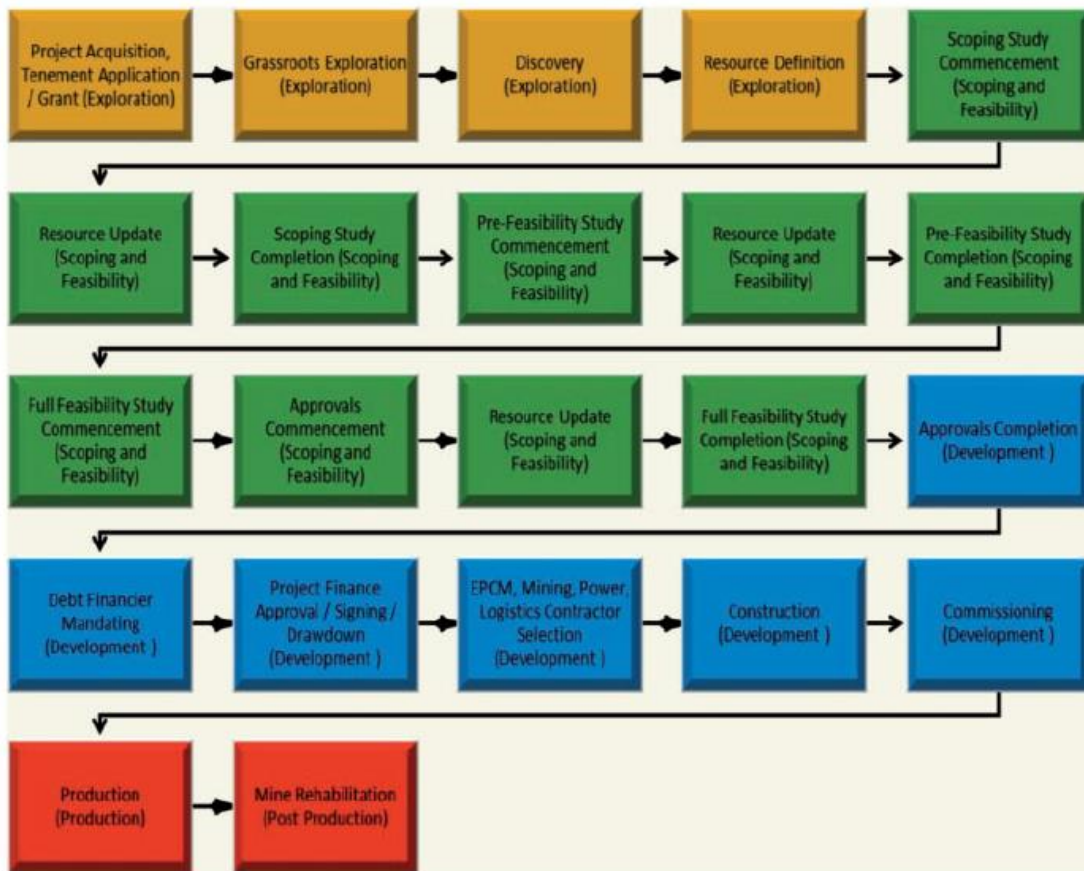 Project Acquisition,
Tenement Application
/ Grant (Exploration)
Grassroots Exploration
(Exploration)
Discovery
(Exploration)
Resource Definition
(Exploration)
Scoping Study
Commencement
(Scoping and
Feasibility)
Resource Update
(Scoping and
Feasibility)
Scoping Study
Completion (Scoping
and Feasibility)
Pre-Feasibility Study
Commencement
(Scoping and
Feasibility)
Resource Update
(Scoping and
Feasibility)
Pre-Feasibility Study
Completion (Scoping
and Feasibility)
Full Feasibility Study
Commencement
(Scoping and
Feasibility)
Approvals
Commencement
(Scoping and
Feasibility)
Resource Update
(Scoping and
Feasibility)
Full Feasibility Study
Completion (Scoping
and Feasibility)
Approvals Completion
(Development )
Debt Financier
Mandating
(Development )
Project Finance
Approval / Signing /
Drawdown
(Development )
EPCM, Mining, Power,
Logistics Contractor
Selection
(Development )
Construction
(Development )
Commissioning
(Development )
Production
(Production)
Mine Rehabilitation
(Post Production)